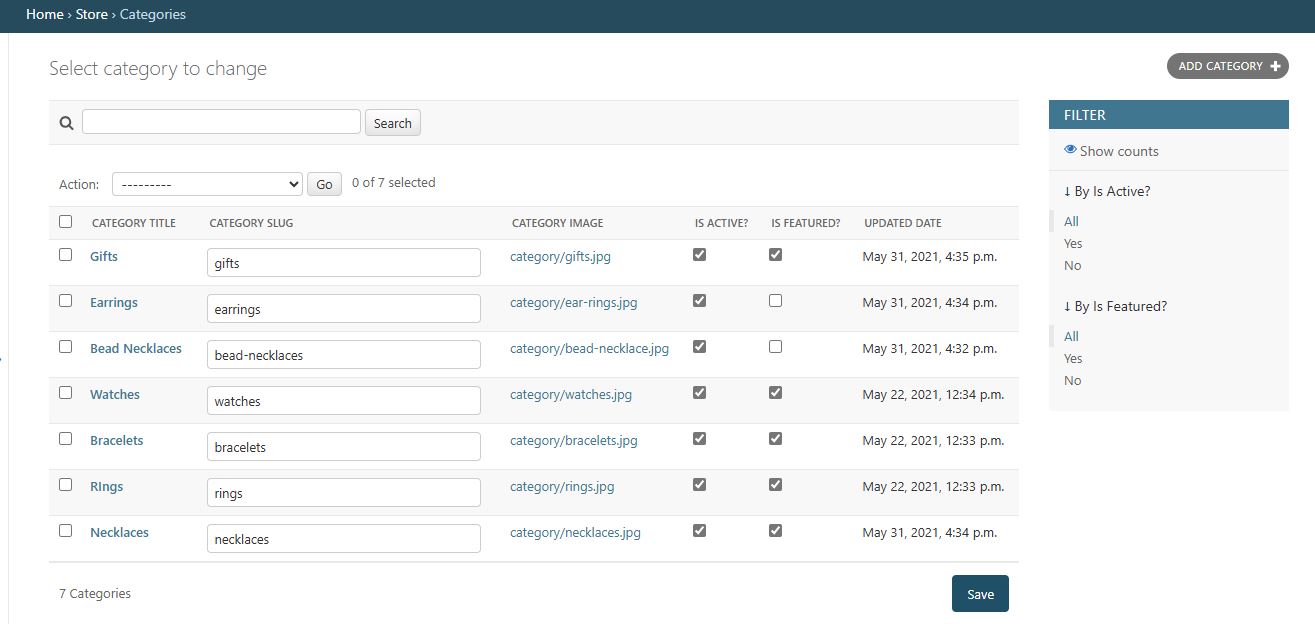 Home › Store › Categories
Select category to change
ADD CATEGORY +
Search
Action: --------- Go 0 of 7 selected
CATEGORY TITLE CATEGORY SLUG CATEGORY IMAGE IS ACTIVE? IS FEATURED? UPDATED DATE
Gifts gifts category/gifts.jpg May 31, 2021, 4:35 p.m.
Earrings earrings category/ear-rings.jpg May 31, 2021, 4:34 p.m.
Bead Necklaces bead-necklaces category/bead-necklace.jpg May 31, 2021, 4:32 p.m.
Watches watches category/watches.jpg May 22, 2021, 12:34 p.m.
Bracelets bracelets category/bracelets.jpg May 22, 2021, 12:33 p.m.
RIngs rings category/rings.jpg May 22, 2021, 12:33 p.m.
Necklaces necklaces category/necklaces.jpg May 31, 2021, 4:34 p.m.
7 Categories
Save
FILTER
Show counts
↓ By Is Active?
All
Yes
No
↓ By Is Featured?
All
Yes
No